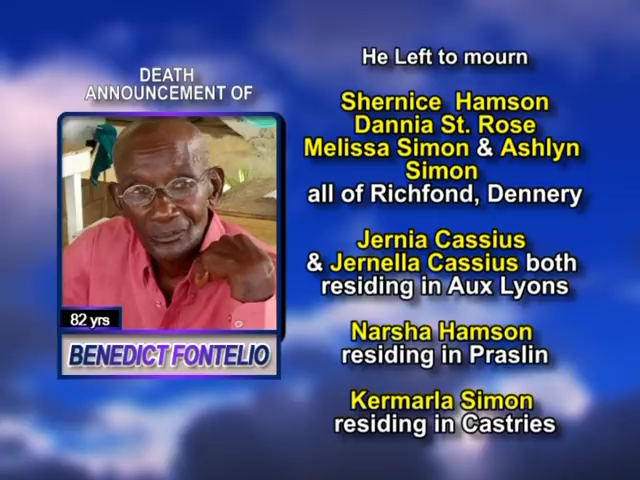 DEATH
ANNOUNCEMENT OF
82 yrs
BENEDICT FONTELIO
He Left to mourn
Shernice Hamson
Dannia St. Rose
Melissa Simon & Ashlyn
Simon
all of Richfond, Dennery
Jernia Cassius
& Jernella Cassius both
residing in Aux Lyons
Narsha Hamson
residing in Praslin
Kermarla Simon
residing in Castries